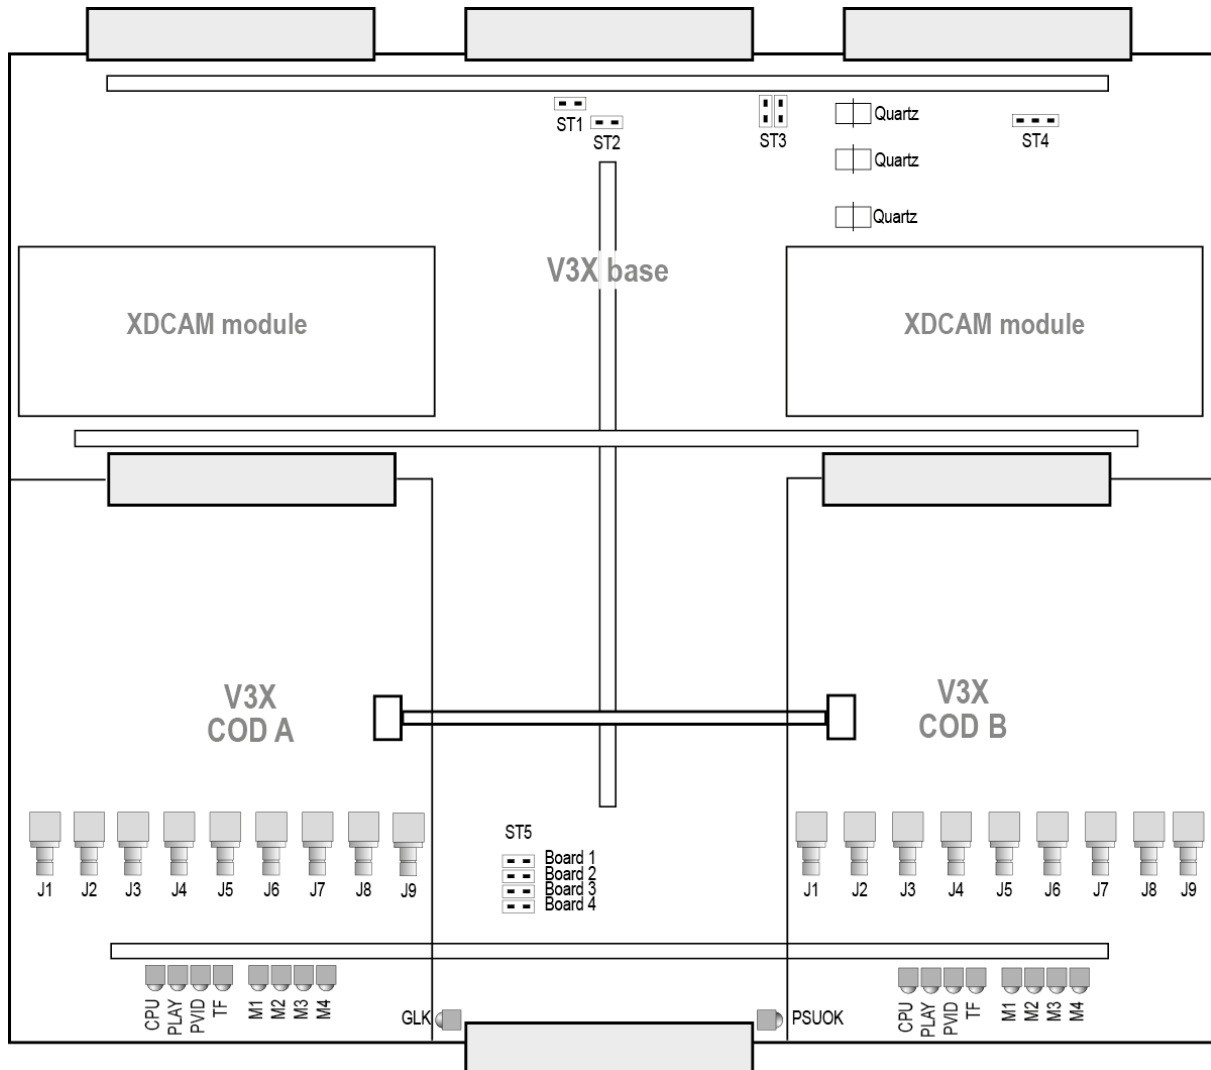 Quartz
ST1
ST2
ST3
ST4
Quartz
Quartz
V3X base
XDCAM module
XDCAM module
V3X
COD A
V3X
COD B
ST5
Board 1
Board 2
Board 3
Board 4
J1 J2 J3 J4 J5 J6 J7 J8 J9
J1 J2 J3 J4 J5 J6 J7 J8 J9
CPU PLAY PVID TF M1 M2 M3 M4
GLK
PSUOK
CPU PLAY PVID TF M1 M2 M3 M4